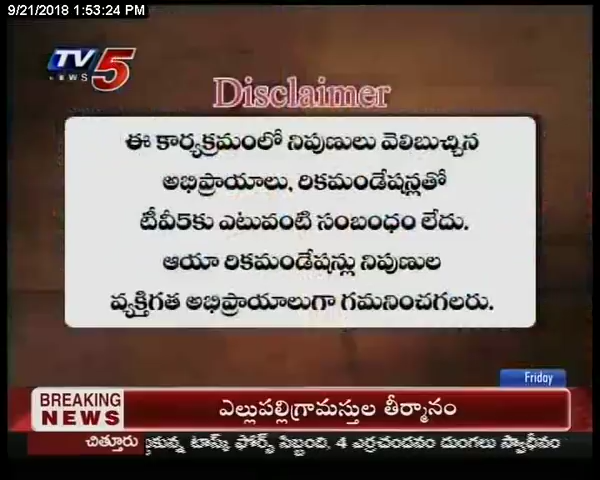 9/21/2018 1:53:24 PM
TV5
NEWS
Disclaimer
ఈ కార్యక్రమంలో నిపుణులు వెలిబుచ్చిన
అభిప్రాయాలు, రికమండేషన్లతో
టీవీ5కు ఎటువంటి సంబంధం లేదు.
ఆయా రికమండేషన్లు నిపుణుల
వ్యక్తిగత అభిప్రాయాలుగా గమనించగలరు.
Friday
BREAKING NEWS ఎల్లుపల్లిగ్రామస్తుల తీర్మానం
చిత్తూరు టాస్క్ ఫోర్స్ సిబ్బంది, 4 ఎర్రచందనం దుంగలు స్వాధీనం